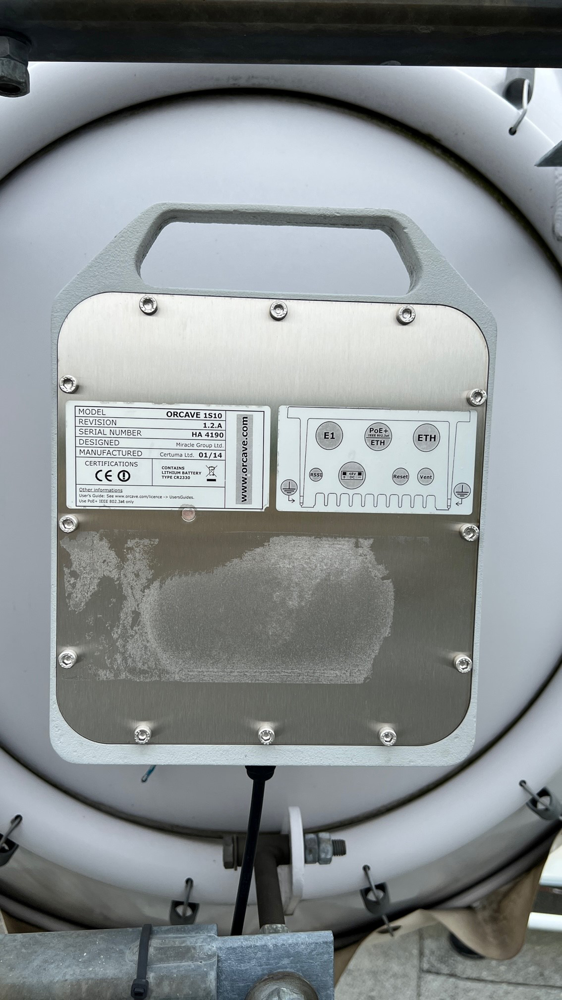 MODEL ORCAVE 1S10
REVISION 1.2.A
SERIAL NUMBER HA 4190
DESIGNED Miracle Group Ltd.
MANUFACTURED Certuma Ltd. 01/14
CERTIFICATIONS
CE
CONTAINS
LITHIUM BATTERY
TYPE CR2330
Other informations
User's Guide: See www.orcave.com/licence -> UsersGuides.
Use PoE+ IEEE 802.3at only
www.orcave.com
E1
PoE+
IEEE 802.3at
ETH
ETH
RSSI
48V
+ DC -
Reset
Vent